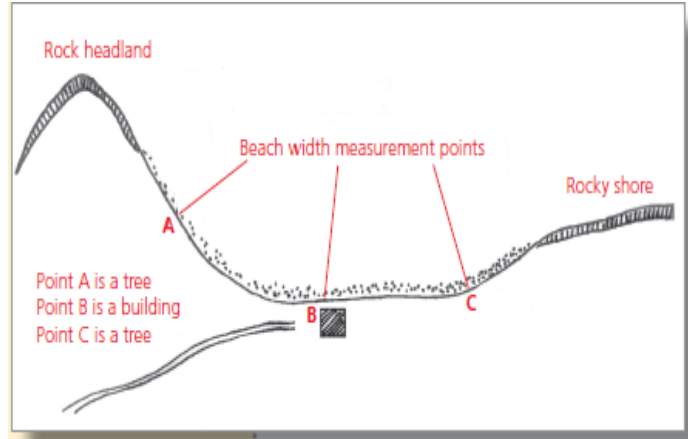 Rock headland
Beach width measurement points
Rocky shore
A
Point A is a tree
Point B is a building
Point C is a tree
B
C